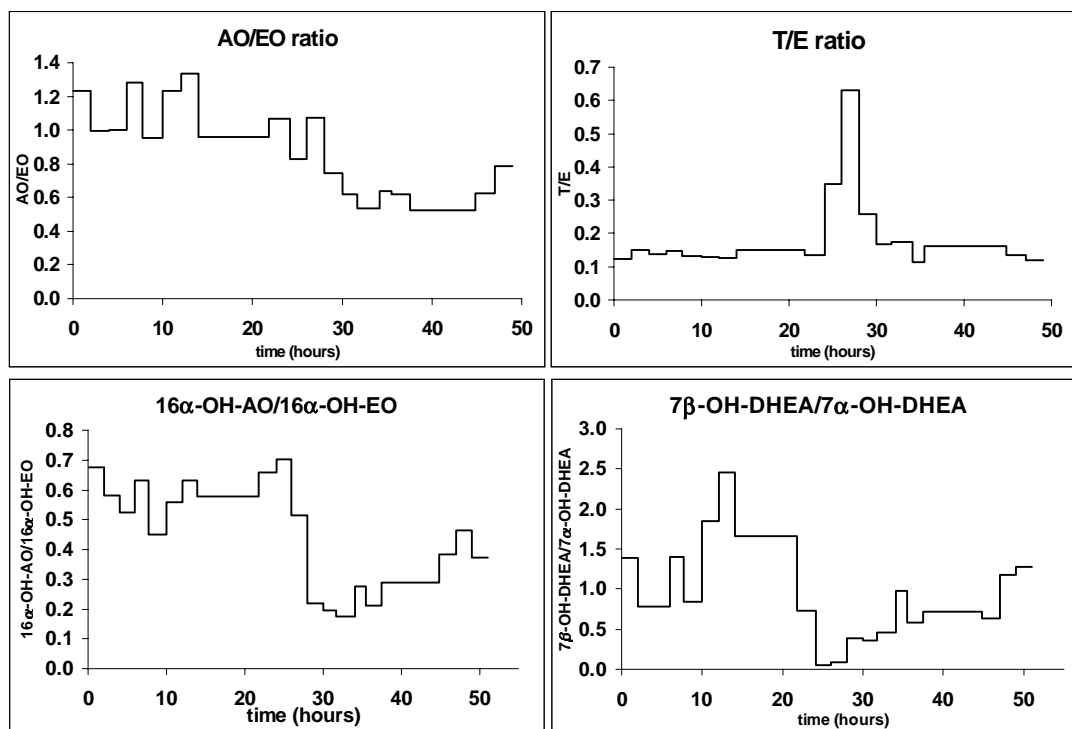 AO/EO ratio
1.4
1.2
1.0
0.8
0.6
0.4
0.2
0.0
AO/EO
0 10 20 30 40 50
time (hours)
T/E ratio
0.7
0.6
0.5
0.4
0.3
0.2
0.1
0.0
T/E
0 10 20 30 40 50
time (hours)
16α-OH-AO/16α-OH-EO
0.8
0.7
0.6
0.5
0.4
0.3
0.2
0.1
0.0
16α-OH-AO/16α-OH-EO
0 10 20 30 40 50
time (hours)
7β-OH-DHEA/7α-OH-DHEA
3.0
2.5
2.0
1.5
1.0
0.5
0.0
7β-OH-DHEA/7α-OH-DHEA
0 10 20 30 40 50
time (hours)